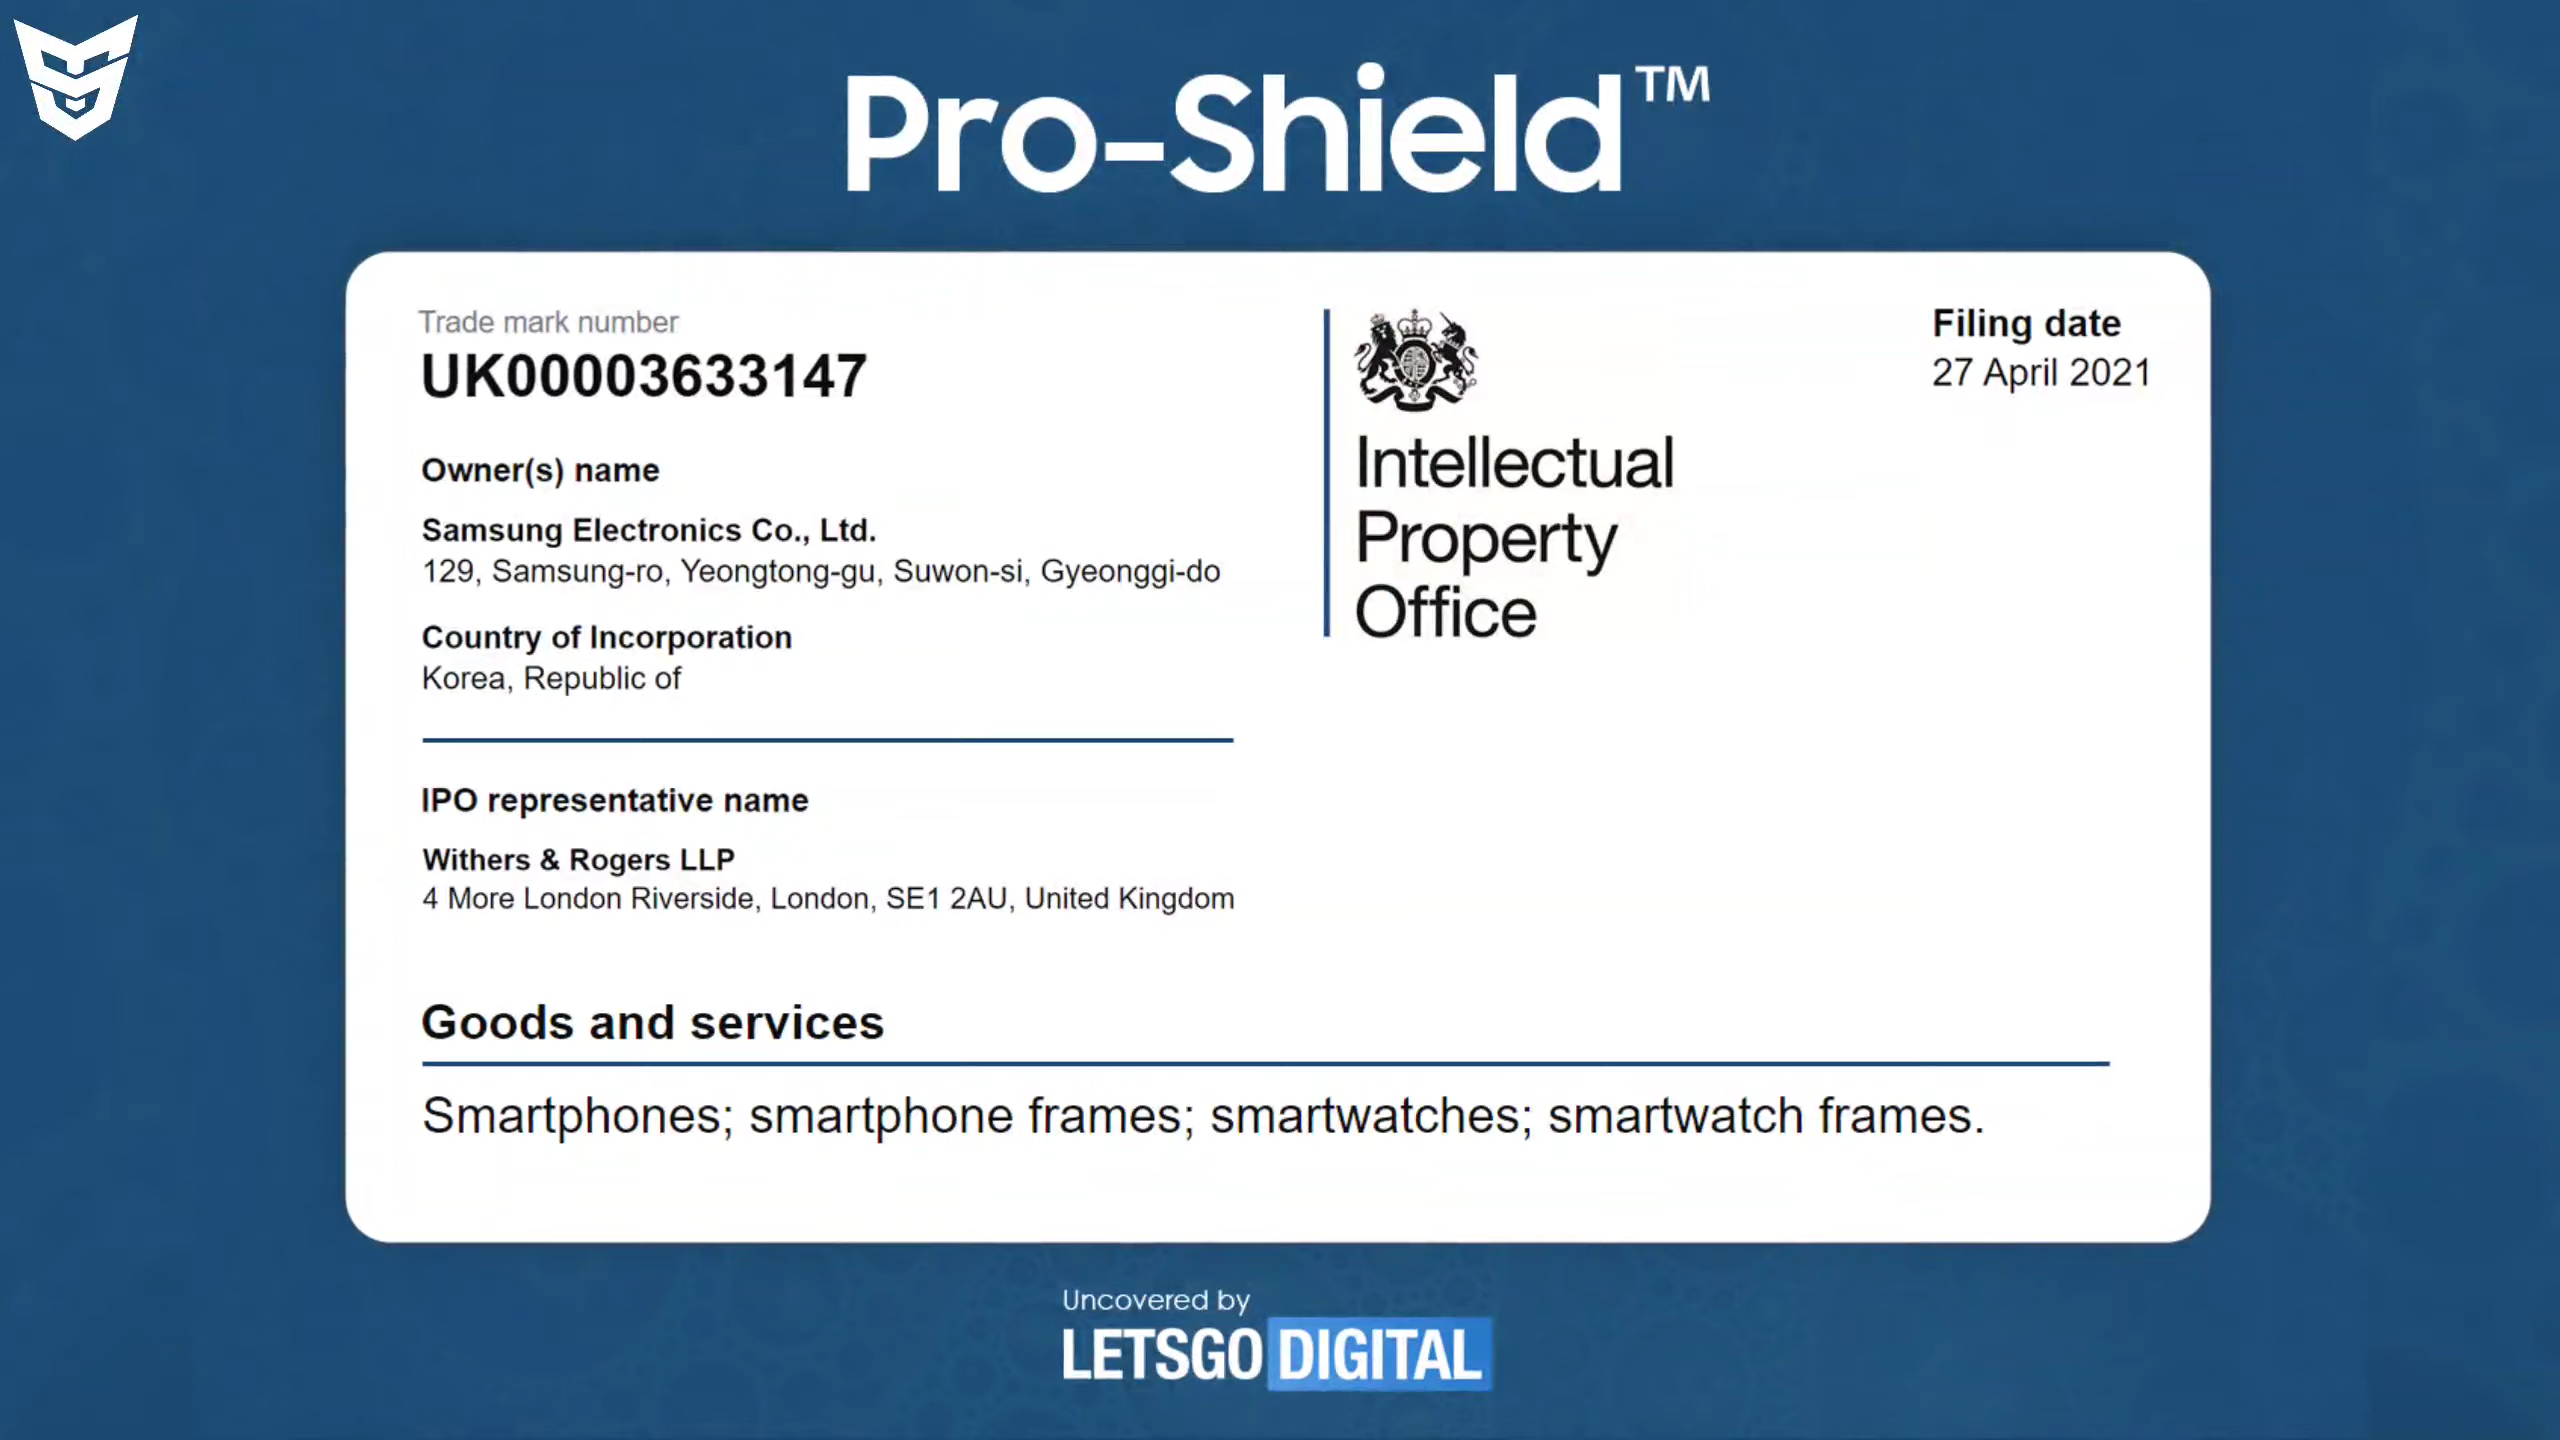 Pro-Shield™
Trade mark number
UK00003633147
Owner(s) name
Samsung Electronics Co., Ltd.
129, Samsung-ro, Yeongtong-gu, Suwon-si, Gyeonggi-do
Country of Incorporation
Korea, Republic of
IPO representative name
Withers & Rogers LLP
4 More London Riverside, London, SE1 2AU, United Kingdom
Intellectual
Property
Office
Filing date
27 April 2021
Goods and services
Smartphones; smartphone frames; smartwatches; smartwatch frames.
Uncovered by
LETSGO DIGITAL